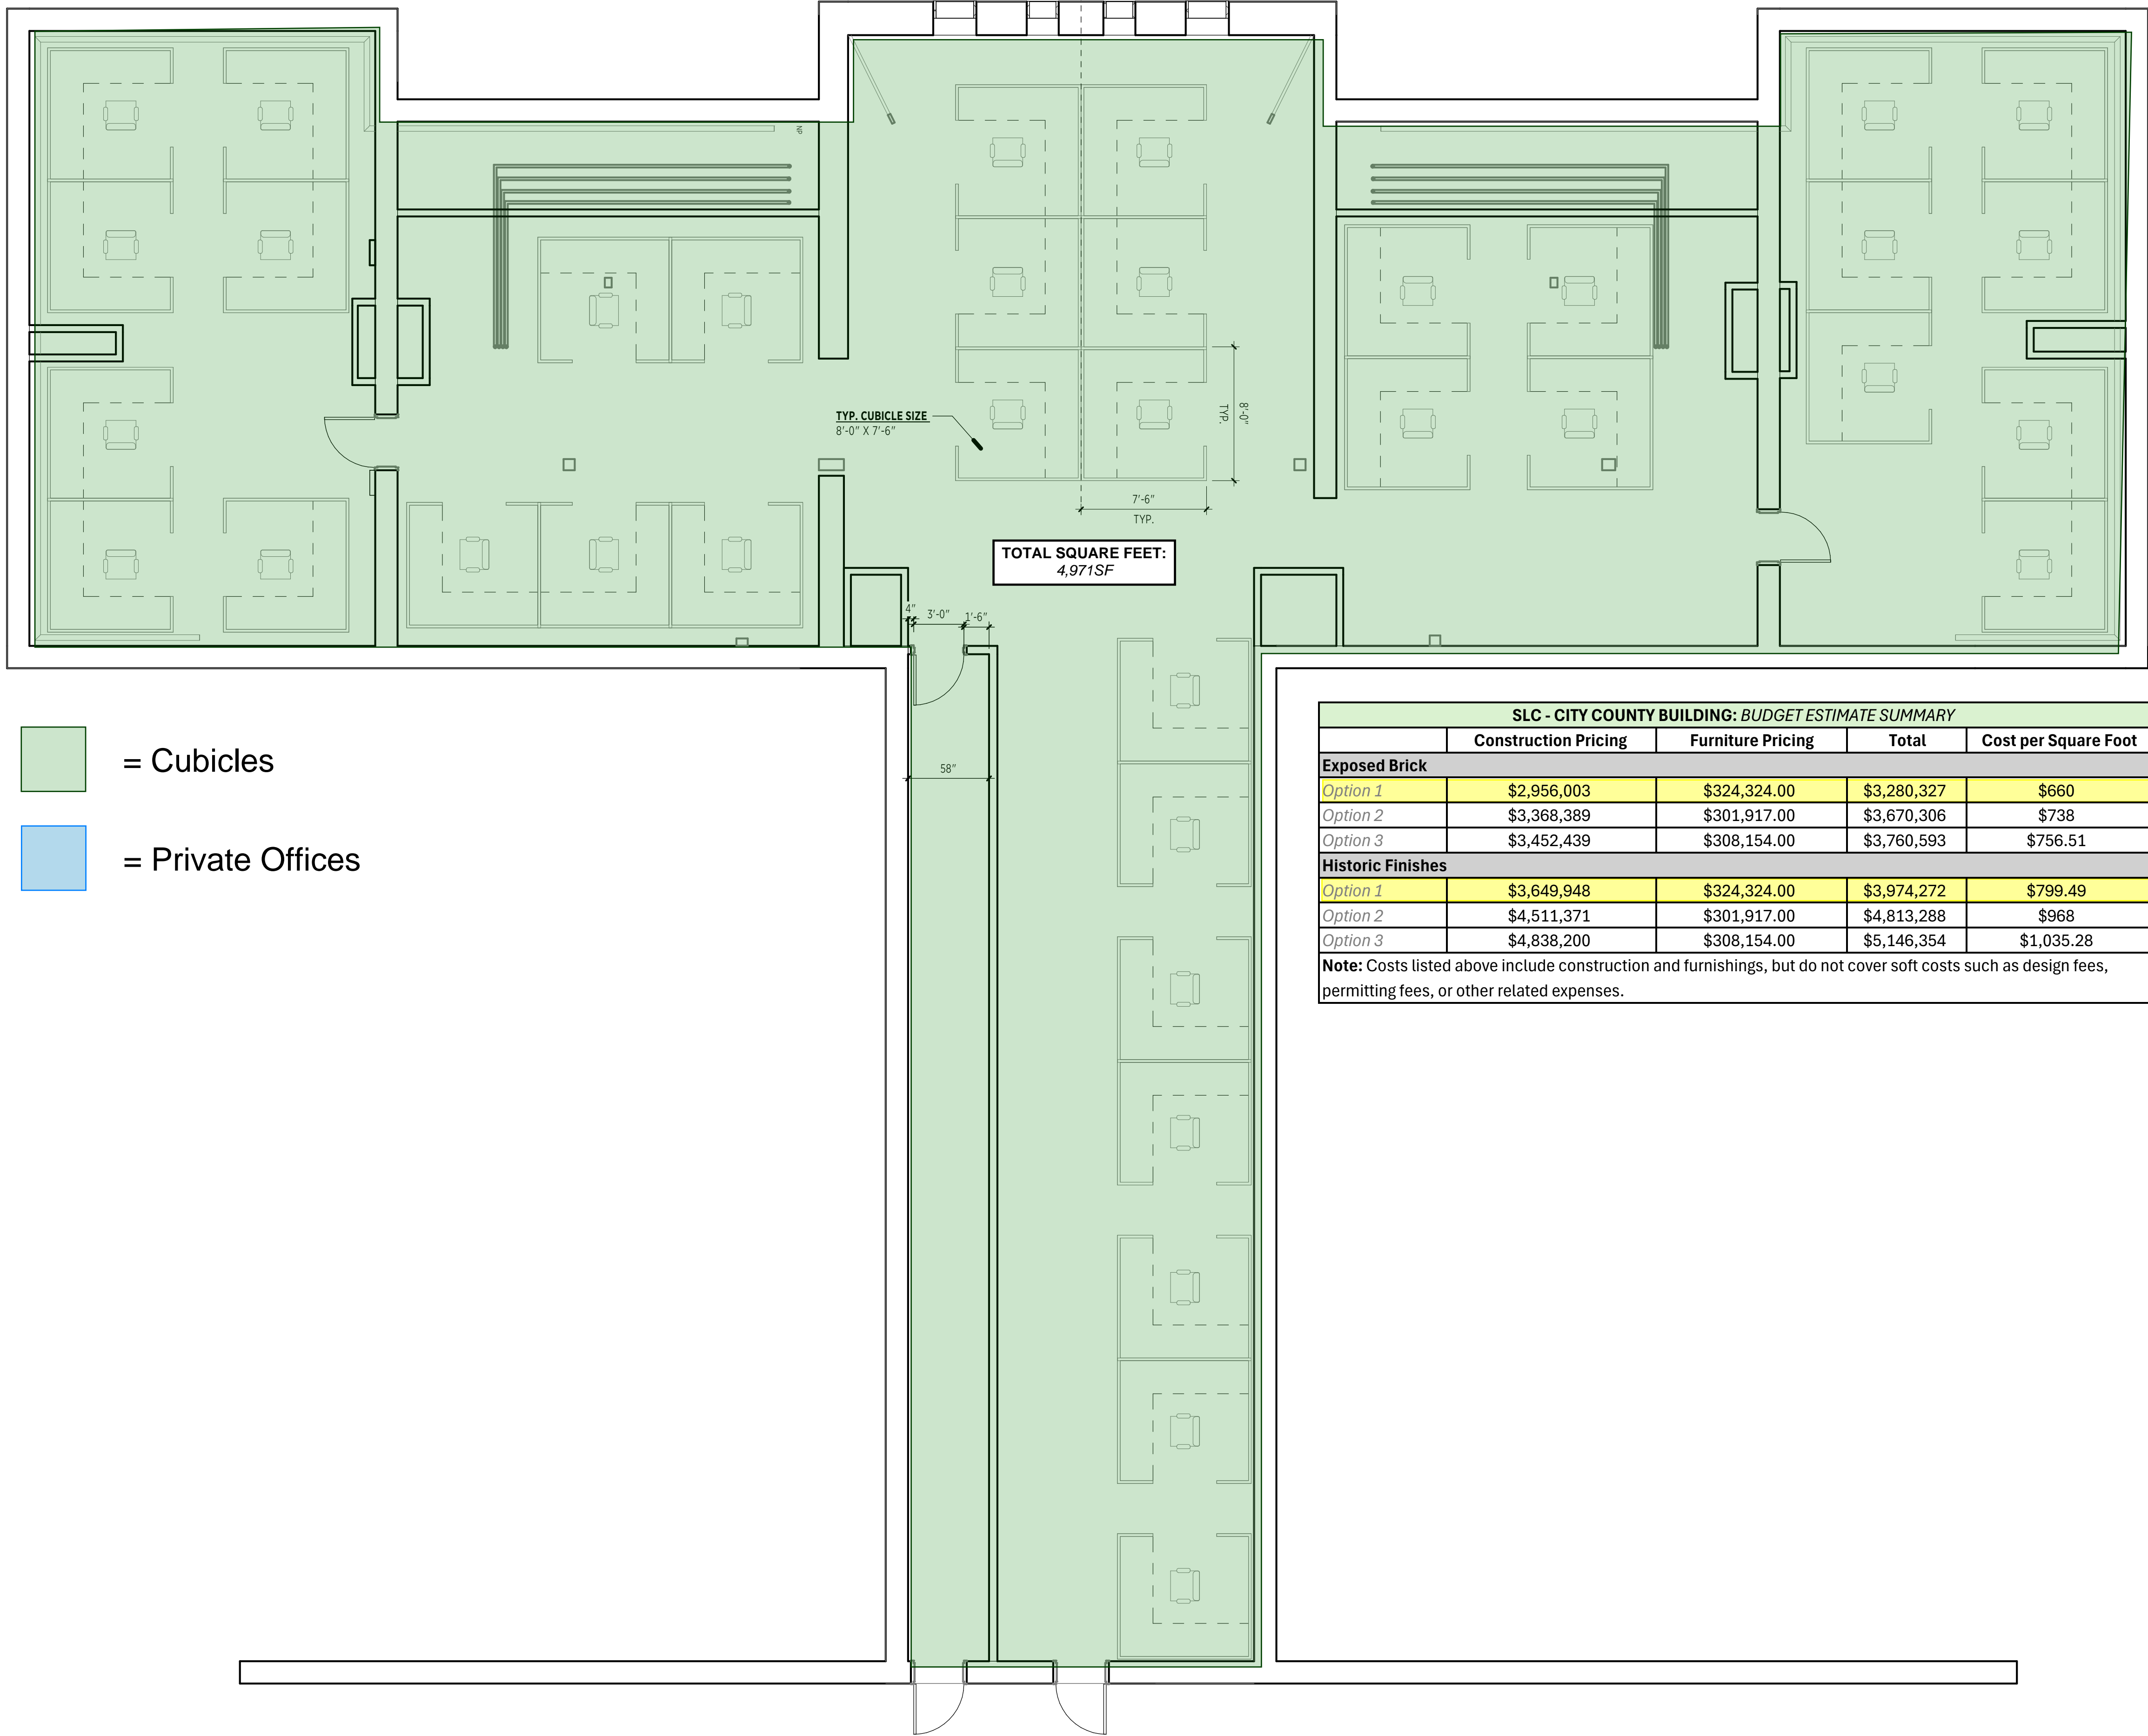 NP
TYP. CUBICLE SIZE
8'-0" X 7'-6"
8'-0"
TYP.
7'-6"
TYP.
TOTAL SQUARE FEET:
4,971SF
4"
3'-0"
1'-6"
58"
= Cubicles
= Private Offices
SLC - CITY COUNTY BUILDING: BUDGET ESTIMATE SUMMARY
Construction Pricing Furniture Pricing Total Cost per Square Foot
Exposed Brick
Option 1 $2,956,003 $324,324.00 $3,280,327 $660
Option 2 $3,368,389 $301,917.00 $3,670,306 $738
Option 3 $3,452,439 $308,154.00 $3,760,593 $756.51
Historic Finishes
Option 1 $3,649,948 $324,324.00 $3,974,272 $799.49
Option 2 $4,511,371 $301,917.00 $4,813,288 $968
Option 3 $4,838,200 $308,154.00 $5,146,354 $1,035.28
Note: Costs listed above include construction and furnishings, but do not cover soft costs such as design fees,
permitting fees, or other related expenses.